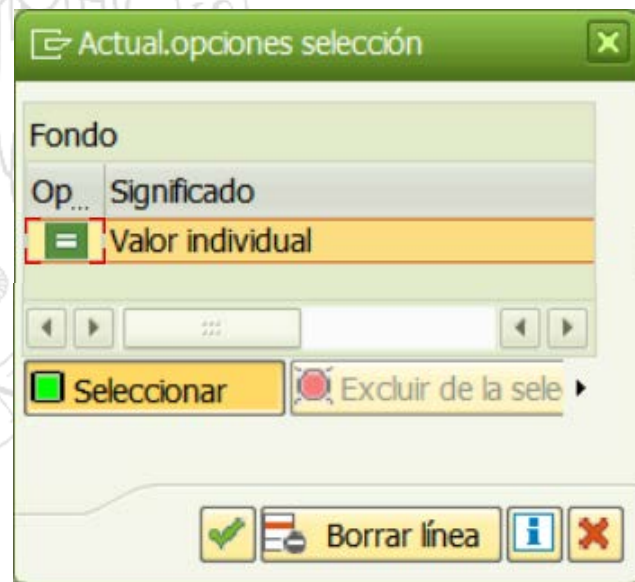 Actual.opciones selección
Fondo
Op... Significado
= Valor individual
Seleccionar Excluir de la sele
Borrar línea